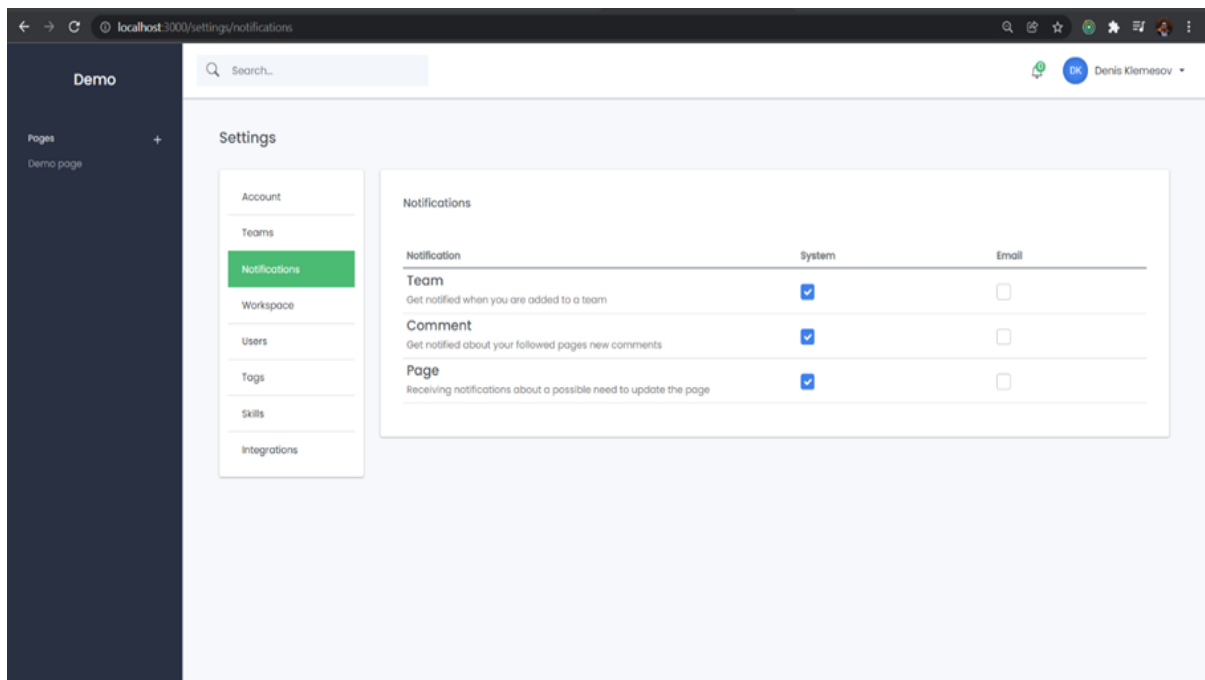 localhost:3000/settings/notifications
Demo
Search...
0
DK
Denis Klemesov
Pages +
Demo page
Settings
Account
Teams
Notifications
Workspace
Users
Tags
Skills
Integrations
Notifications
Notification System Email
Team
Get notified when you are added to a team
Comment
Get notified about your followed pages new comments
Page
Receiving notifications about a possible need to update the page